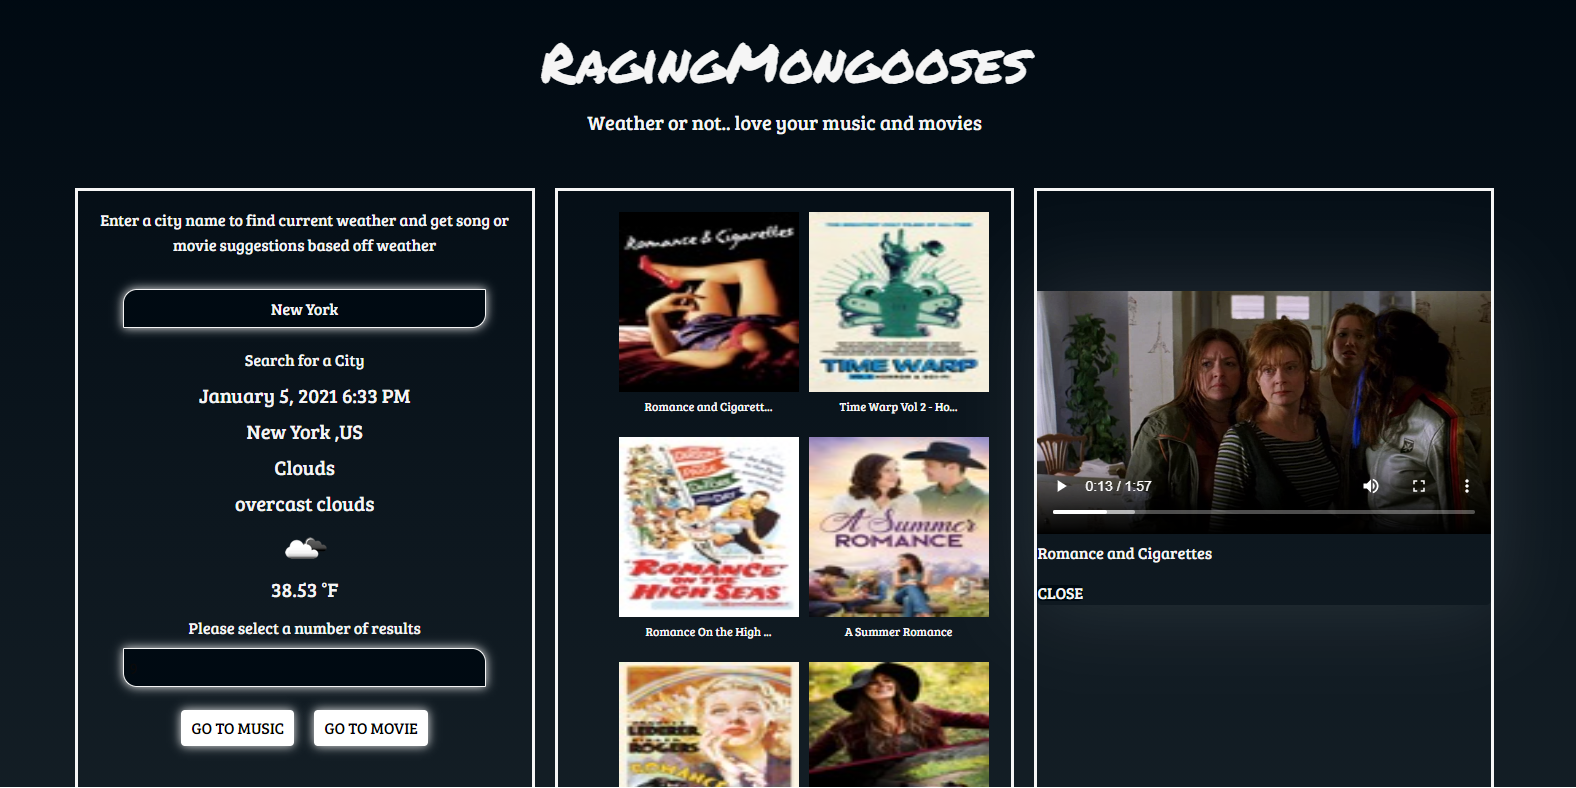 RagingMongooses
Weather or not.. love your music and movies
Enter a city name to find current weather and get song or
movie suggestions based off weather
New York
Search for a City
January 5, 2021 6:33 PM
New York ,US
Clouds
overcast clouds
38.53 °F
Please select a number of results
GO TO MUSIC
GO TO MOVIE
Romance & Cigarettes
TIME WARP
Romance and Cigarett...
Time Warp Vol 2 - Ho...
ROMANCE
ON THE
HIGH SEAS
A Summer
ROMANCE
Romance On the High ...
A Summer Romance
LEDERER
ROGERS
ROMANCE
0:13 / 1:57
Romance and Cigarettes
CLOSE